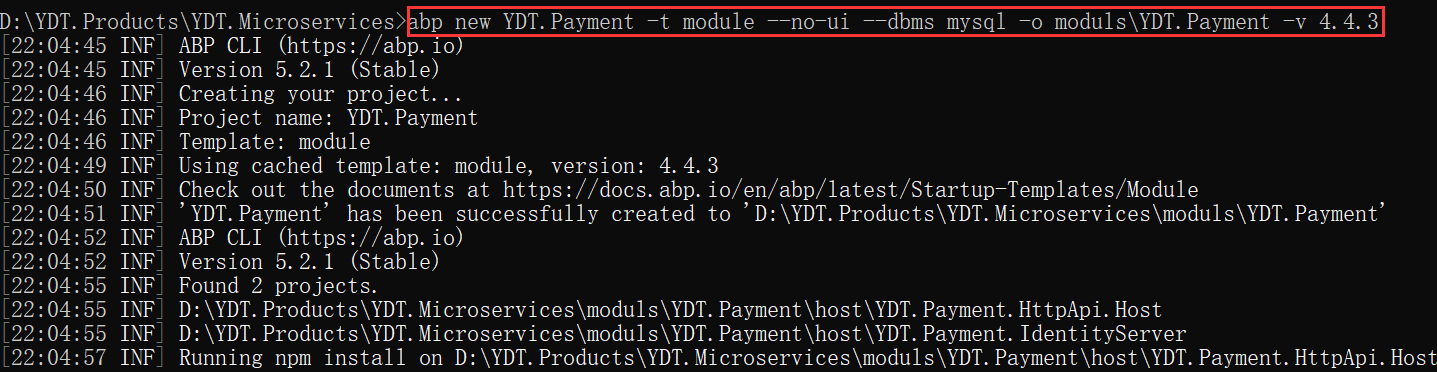 D:\YDT.Products\YDT.Microservices>abp new YDT.Payment -t module --no-ui --dbms mysql -o moduls\YDT.Payment -v 4.4.3
[22:04:45 INF] ABP CLI (https://abp.io)
[22:04:45 INF] Version 5.2.1 (Stable)
[22:04:46 INF] Creating your project...
[22:04:46 INF] Project name: YDT.Payment
[22:04:46 INF] Template: module
[22:04:49 INF] Using cached template: module, version: 4.4.3
[22:04:50 INF] Check out the documents at https://docs.abp.io/en/abp/latest/Startup-Templates/Module
[22:04:51 INF] 'YDT.Payment' has been successfully created to 'D:\YDT.Products\YDT.Microservices\moduls\YDT.Payment'
[22:04:52 INF] ABP CLI (https://abp.io)
[22:04:52 INF] Version 5.2.1 (Stable)
[22:04:55 INF] Found 2 projects.
[22:04:55 INF] D:\YDT.Products\YDT.Microservices\moduls\YDT.Payment\host\YDT.Payment.HttpApi.Host
[22:04:55 INF] D:\YDT.Products\YDT.Microservices\moduls\YDT.Payment\host\YDT.Payment.IdentityServer
[22:04:57 INF] Running npm install on D:\YDT.Products\YDT.Microservices\moduls\YDT.Payment\host\YDT.Payment.HttpApi.Host